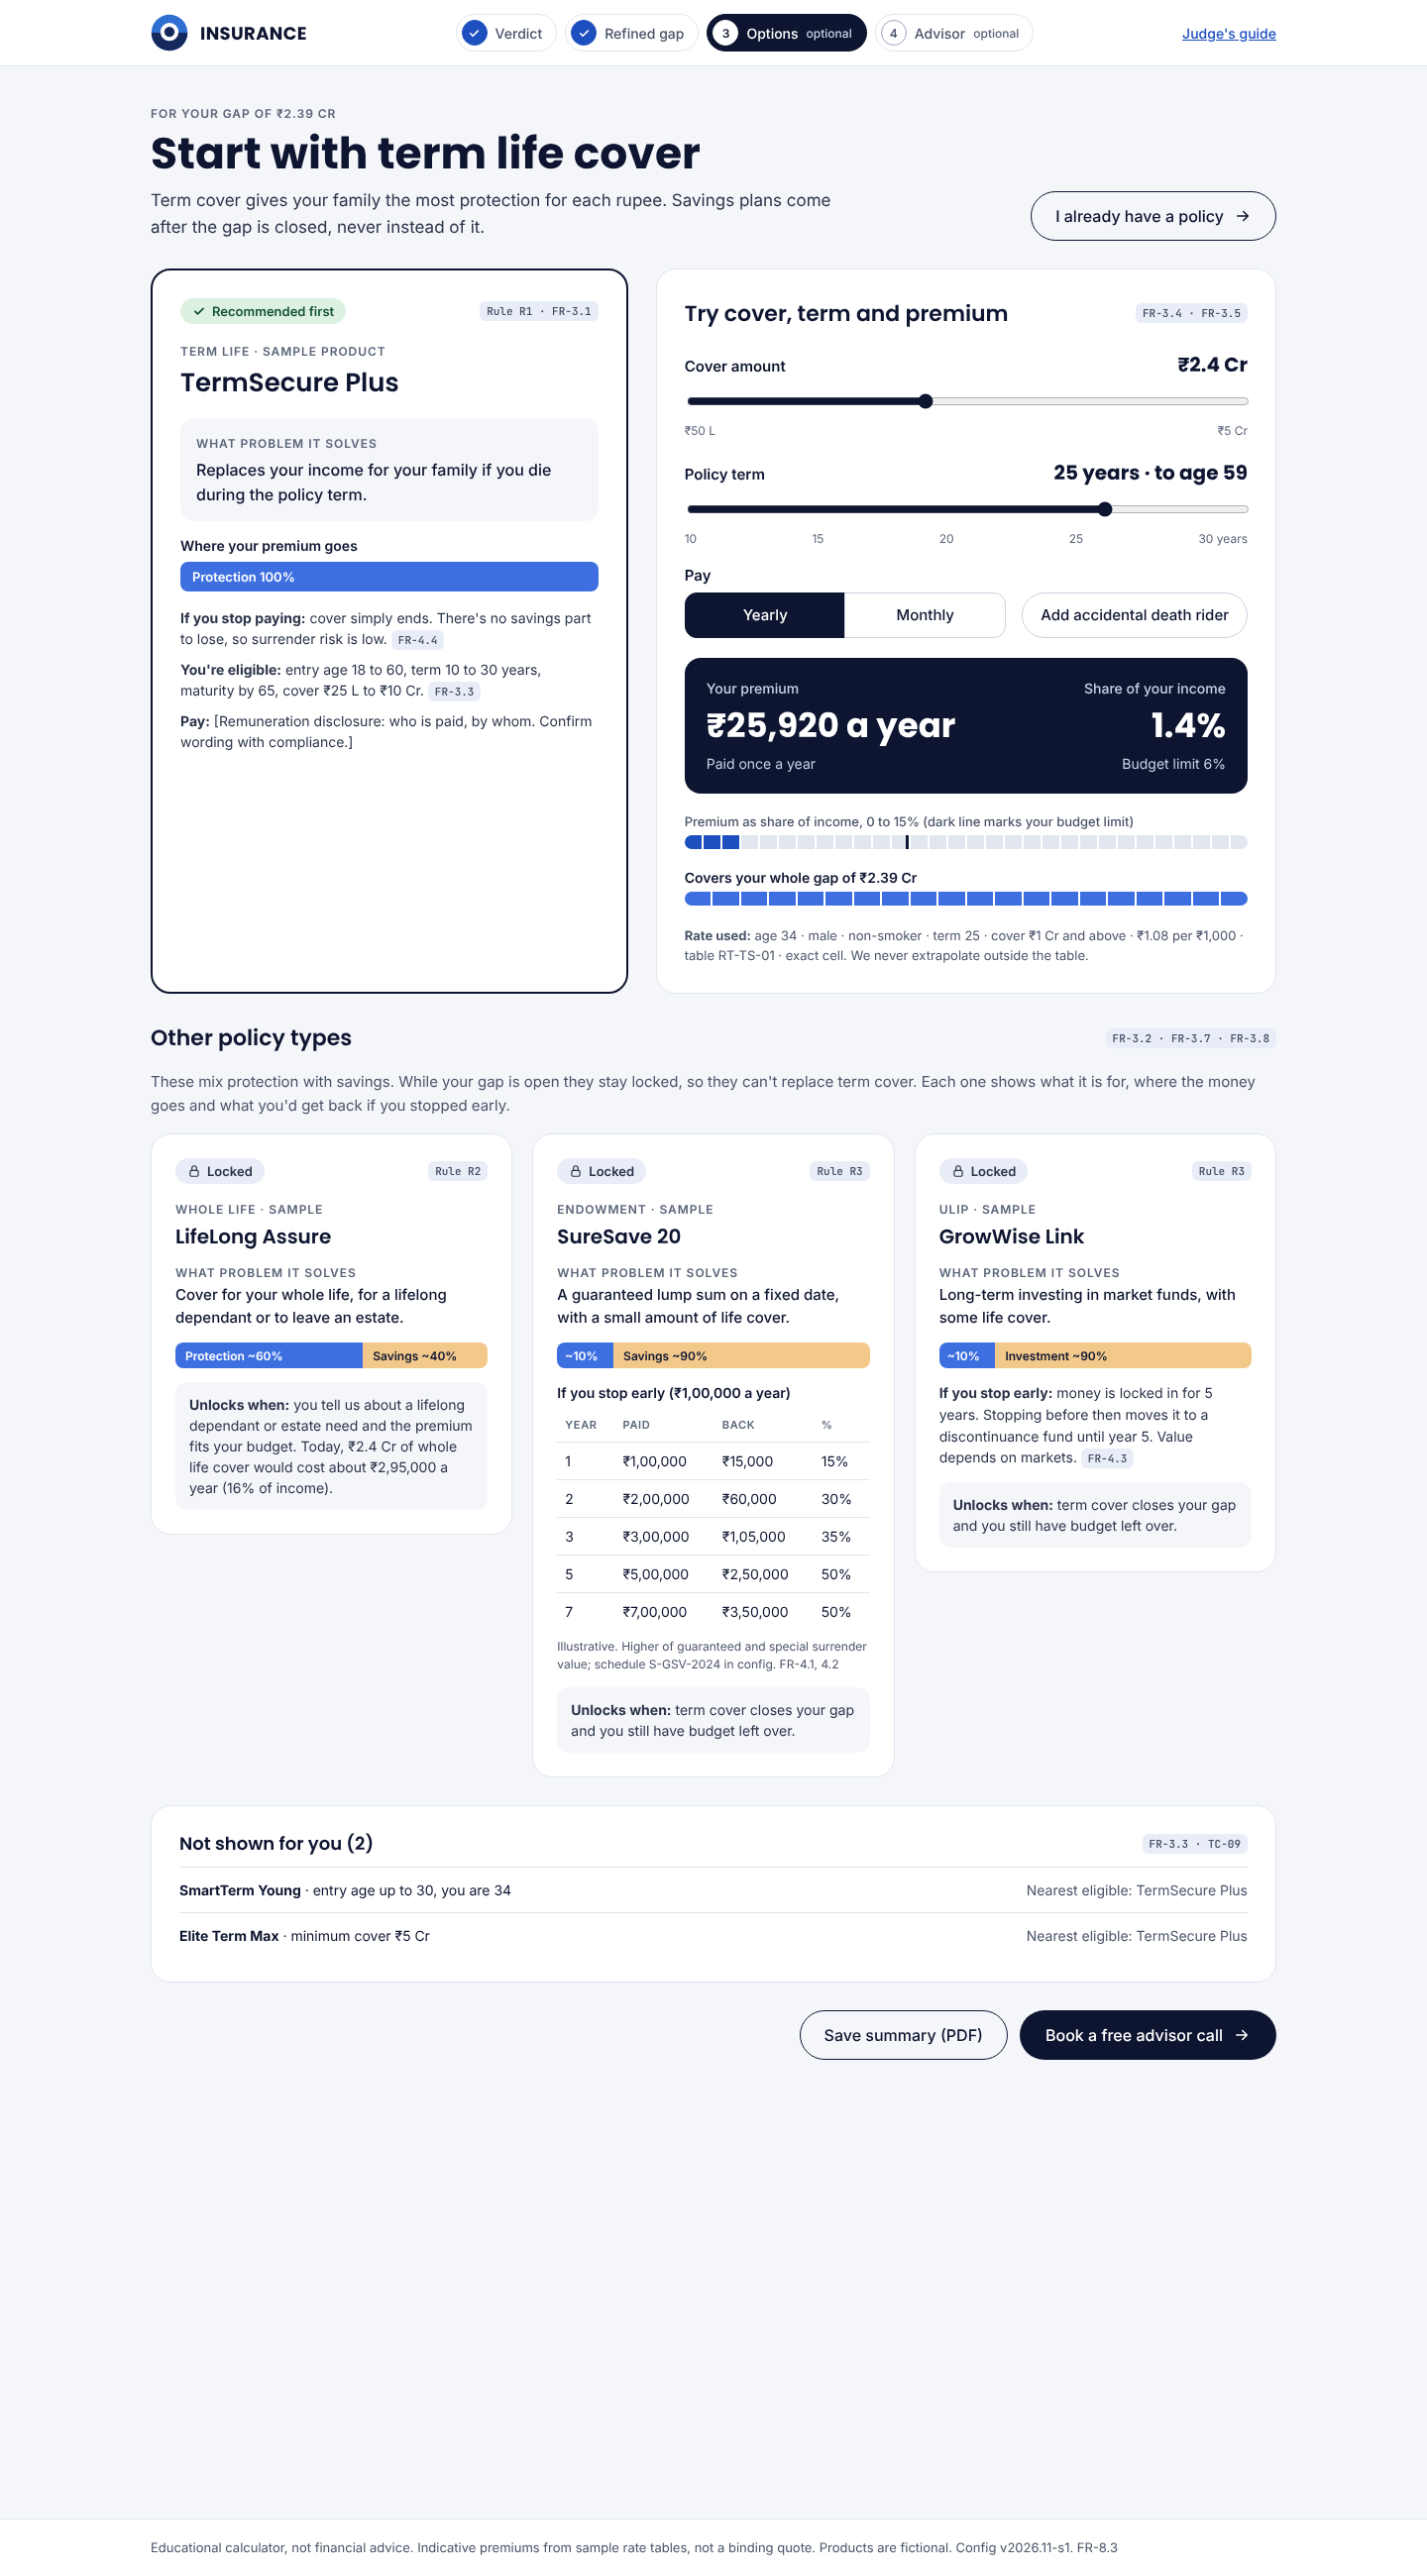 INSURANCE
Verdict
Refined gap
3 Options optional
4 Advisor optional
Judge's guide
FOR YOUR GAP OF ₹2.39 CR
Start with term life cover
Term cover gives your family the most protection for each rupee. Savings plans come
after the gap is closed, never instead of it.
I already have a policy →
Recommended first
Rule R1 · FR-3.1
TERM LIFE · SAMPLE PRODUCT
TermSecure Plus
WHAT PROBLEM IT SOLVES
Replaces your income for your family if you die
during the policy term.
Where your premium goes
Protection 100%
If you stop paying: cover simply ends. There's no savings part
to lose, so surrender risk is low. FR-4.4
You're eligible: entry age 18 to 60, term 10 to 30 years,
maturity by 65, cover ₹25 L to ₹10 Cr. FR-3.3
Pay: [Remuneration disclosure: who is paid, by whom. Confirm
wording with compliance.]
Try cover, term and premium
FR-3.4 · FR-3.5
Cover amount
₹2.4 Cr
₹50 L
₹5 Cr
Policy term
25 years · to age 59
10 15 20 25 30 years
Pay
Yearly
Monthly
Add accidental death rider
Your premium
Share of your income
₹25,920 a year
1.4%
Paid once a year
Budget limit 6%
Premium as share of income, 0 to 15% (dark line marks your budget limit)
Covers your whole gap of ₹2.39 Cr
Rate used: age 34 · male · non-smoker · term 25 · cover ₹1 Cr and above · ₹1.08 per ₹1,000 ·
table RT-TS-01 · exact cell. We never extrapolate outside the table.
Other policy types
FR-3.2 · FR-3.7 · FR-3.8
These mix protection with savings. While your gap is open they stay locked, so they can't replace term cover. Each one shows what it is for, where the money
goes and what you'd get back if you stopped early.
Locked
Rule R2
WHOLE LIFE · SAMPLE
LifeLong Assure
WHAT PROBLEM IT SOLVES
Cover for your whole life, for a lifelong
dependant or to leave an estate.
Protection ~60%
Savings ~40%
Unlocks when: you tell us about a lifelong
dependant or estate need and the premium
fits your budget. Today, ₹2.4 Cr of whole
life cover would cost about ₹2,95,000 a
year (16% of income).
Locked
Rule R3
ENDOWMENT · SAMPLE
SureSave 20
WHAT PROBLEM IT SOLVES
A guaranteed lump sum on a fixed date,
with a small amount of life cover.
~10%
Savings ~90%
If you stop early (₹1,00,000 a year)
YEAR PAID BACK %
1 ₹1,00,000 ₹15,000 15%
2 ₹2,00,000 ₹60,000 30%
3 ₹3,00,000 ₹1,05,000 35%
5 ₹5,00,000 ₹2,50,000 50%
7 ₹7,00,000 ₹3,50,000 50%
Illustrative. Higher of guaranteed and special surrender
value; schedule S-GSV-2024 in config. FR-4.1, 4.2
Unlocks when: term cover closes your gap
and you still have budget left over.
Locked
Rule R3
ULIP · SAMPLE
GrowWise Link
WHAT PROBLEM IT SOLVES
Long-term investing in market funds, with
some life cover.
~10%
Investment ~90%
If you stop early: money is locked in for 5
years. Stopping before then moves it to a
discontinuance fund until year 5. Value
depends on markets. FR-4.3
Unlocks when: term cover closes your gap
and you still have budget left over.
Not shown for you (2)
FR-3.3 · TC-09
SmartTerm Young · entry age up to 30, you are 34
Nearest eligible: TermSecure Plus
Elite Term Max · minimum cover ₹5 Cr
Nearest eligible: TermSecure Plus
Save summary (PDF)
Book a free advisor call →
Educational calculator, not financial advice. Indicative premiums from sample rate tables, not a binding quote. Products are fictional. Config v2026.11-s1. FR-8.3